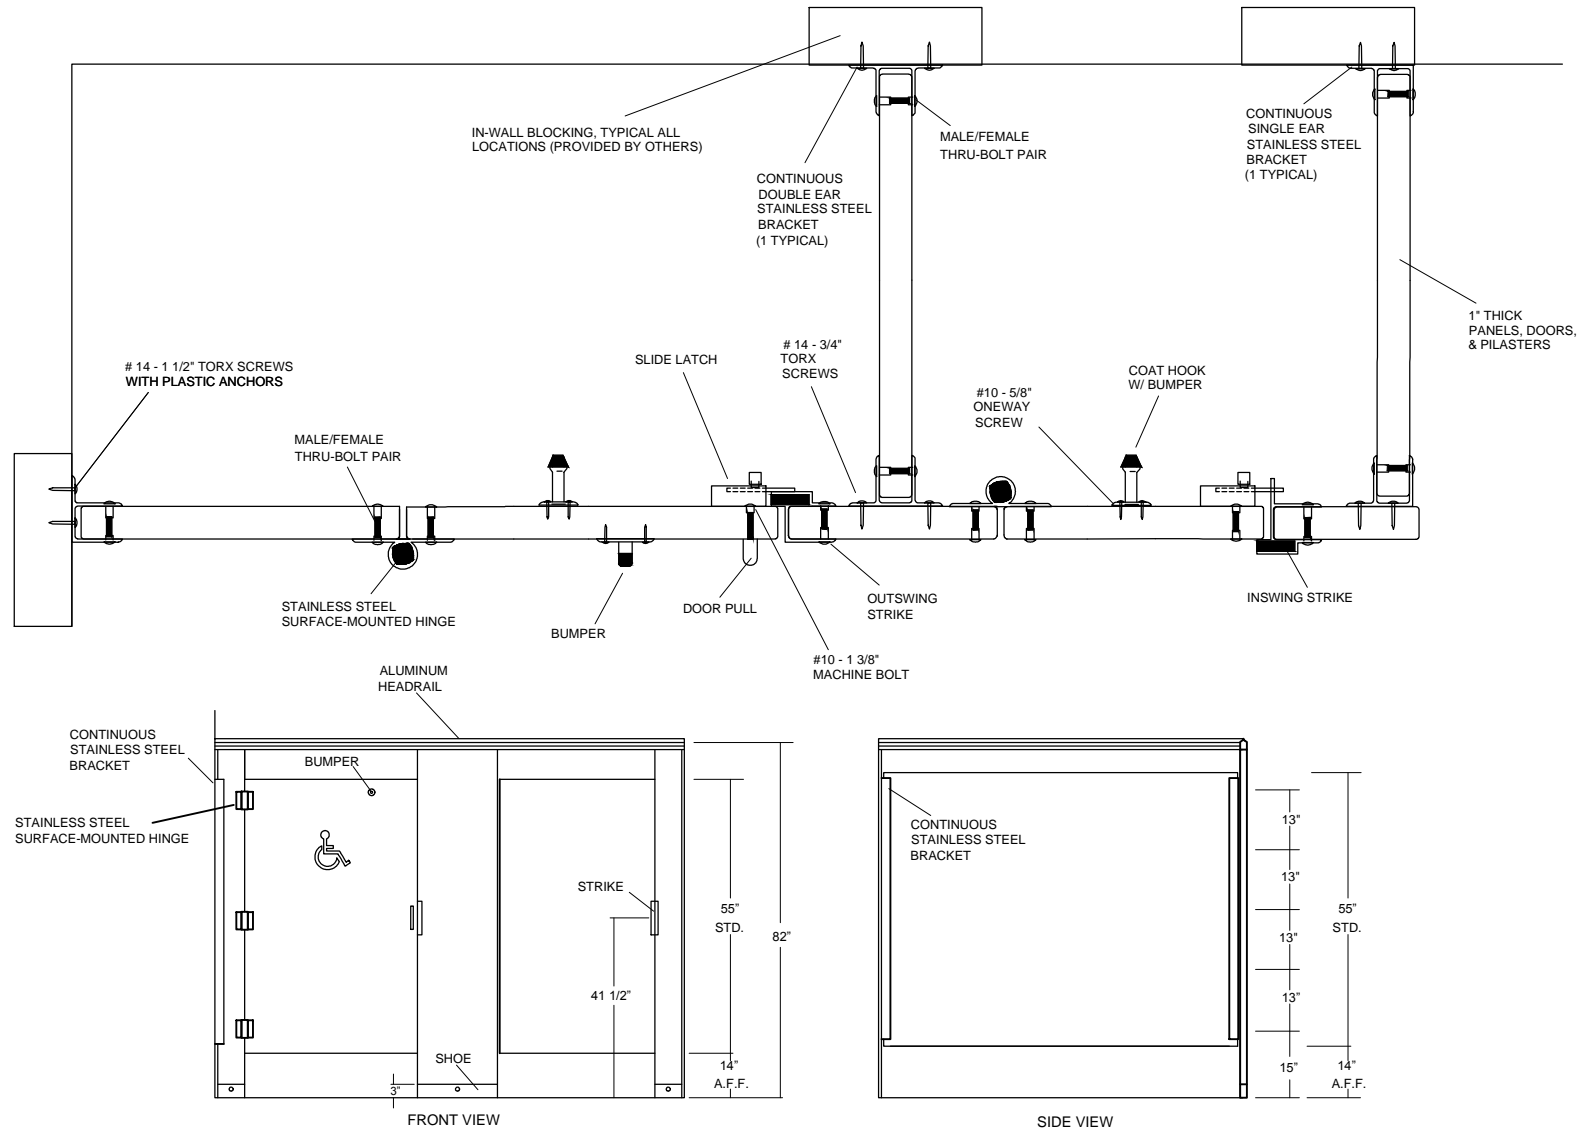 IN-WALL BLOCKING, TYPICAL ALL
LOCATIONS (PROVIDED BY OTHERS)
MALE/FEMALE
THRU-BOLT PAIR
CONTINUOUS
DOUBLE EAR
STAINLESS STEEL
BRACKET
(1 TYPICAL)
CONTINUOUS
SINGLE EAR
STAINLESS STEEL
BRACKET
(1 TYPICAL)
1" THICK
PANELS, DOORS,
& PILASTERS
# 14 - 1 1/2" TORX SCREWS
WITH PLASTIC ANCHORS
MALE/FEMALE
THRU-BOLT PAIR
SLIDE LATCH
# 14 - 3/4"
TORX
SCREWS
#10 - 5/8"
ONEWAY
SCREW
COAT HOOK
W/ BUMPER
STAINLESS STEEL
SURFACE-MOUNTED HINGE
BUMPER
DOOR PULL
OUTSWING
STRIKE
INSWING STRIKE
#10 - 1 3/8"
MACHINE BOLT
ALUMINUM
HEADRAIL
CONTINUOUS
STAINLESS STEEL
BRACKET
BUMPER
STAINLESS STEEL
SURFACE-MOUNTED HINGE
STRIKE
55"
STD.
82"
41 1/2"
SHOE
3"
14"
A.F.F.
FRONT VIEW
CONTINUOUS
STAINLESS STEEL
BRACKET
13"
13"
13"
13"
15"
55"
STD.
14"
A.F.F.
SIDE VIEW